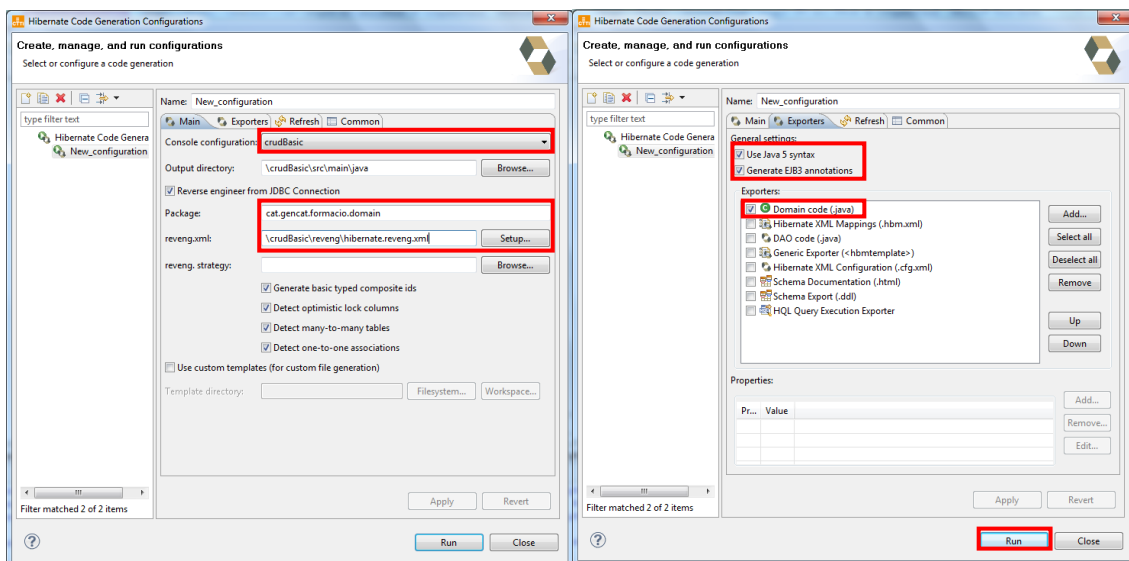 Hibernate Code Generation Configurations
Create, manage, and run configurations
Select or configure a code generation
type filter text
Hibernate Code Genera
New_configuration
Filter matched 2 of 2 items
Name: New_configuration
Main Exporters Refresh Common
Console configuration: crudBasic
Output directory: \crudBasic\src\main\java Browse...
Reverse engineer from JDBC Connection
Package: cat.gencat.formacio.domain
reveng.xml: \crudBasic\reveng\hibernate.reveng.xml Setup...
reveng. strategy: Browse...
Generate basic typed composite ids
Detect optimistic lock columns
Detect many-to-many tables
Detect one-to-one associations
Use custom templates (for custom file generation)
Template directory: Filesystem... Workspace...
Apply Revert
Run Close
Hibernate Code Generation Configurations
Create, manage, and run configurations
Select or configure a code generation
type filter text
Hibernate Code Genera
New_configuration
Filter matched 2 of 2 items
Name: New_configuration
Main Exporters Refresh Common
General settings:
Use Java 5 syntax
Generate EJB3 annotations
Exporters:
Domain code (.java)
Hibernate XML Mappings (.hbm.xml)
DAO code (.java)
Generic Exporter (<hbmtemplate>)
Hibernate XML Configuration (.cfg.xml)
Schema Documentation (.html)
Schema Export (.ddl)
HQL Query Execution Exporter
Add...
Select all
Deselect all
Remove
Up
Down
Properties:
Pr... Value
Add...
Remove...
Edit...
Apply Revert
Run Close